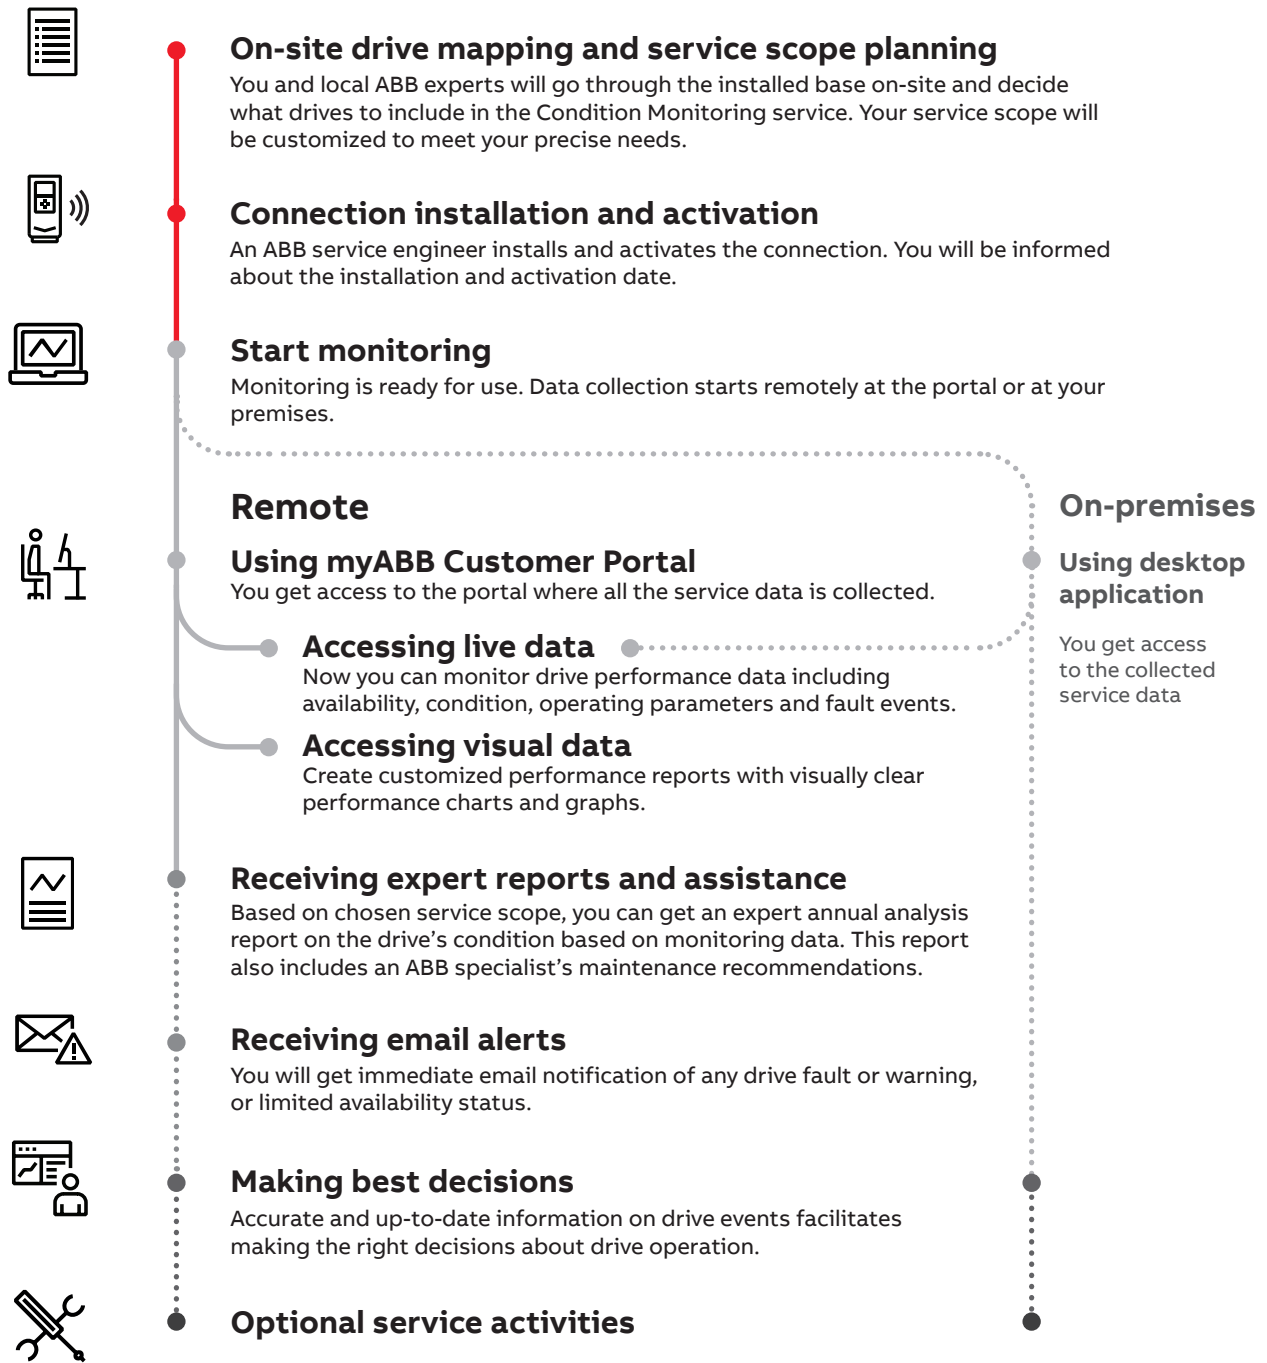 On-site drive mapping and service scope planning
You and local ABB experts will go through the installed base on-site and decide
what drives to include in the Condition Monitoring service. Your service scope will
be customized to meet your precise needs.
Connection installation and activation
An ABB service engineer installs and activates the connection. You will be informed
about the installation and activation date.
Start monitoring
Monitoring is ready for use. Data collection starts remotely at the portal or at your
premises.
Remote
Using myABB Customer Portal
You get access to the portal where all the service data is collected.
Accessing live data
Now you can monitor drive performance data including
availability, condition, operating parameters and fault events.
Accessing visual data
Create customized performance reports with visually clear
performance charts and graphs.
On-premises
Using desktop
application
You get access
to the collected
service data
Receiving expert reports and assistance
Based on chosen service scope, you can get an expert annual analysis
report on the drive’s condition based on monitoring data. This report
also includes an ABB specialist’s maintenance recommendations.
Receiving email alerts
You will get immediate email notification of any drive fault or warning,
or limited availability status.
Making best decisions
Accurate and up-to-date information on drive events facilitates
making the right decisions about drive operation.
Optional service activities